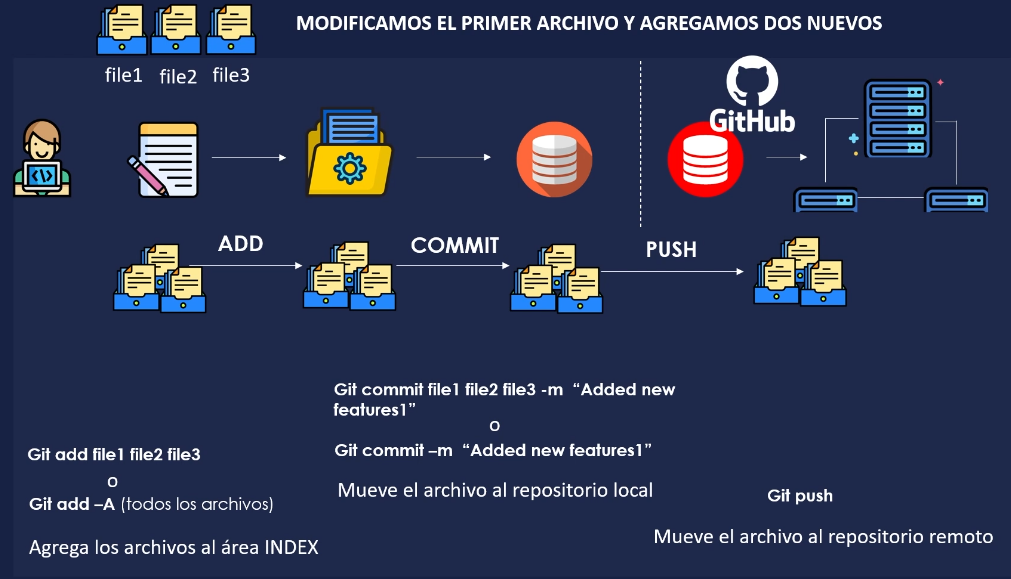 MODIFICAMOS EL PRIMER ARCHIVO Y AGREGAMOS DOS NUEVOS
file1 file2 file3
GitHub
ADD
COMMIT
PUSH
Git add file1 file2 file3
o
Git add –A (todos los archivos)
Agrega los archivos al área INDEX
Git commit file1 file2 file3 -m “Added new
features1”
o
Git commit –m “Added new features1”
Mueve el archivo al repositorio local
Git push
Mueve el archivo al repositorio remoto